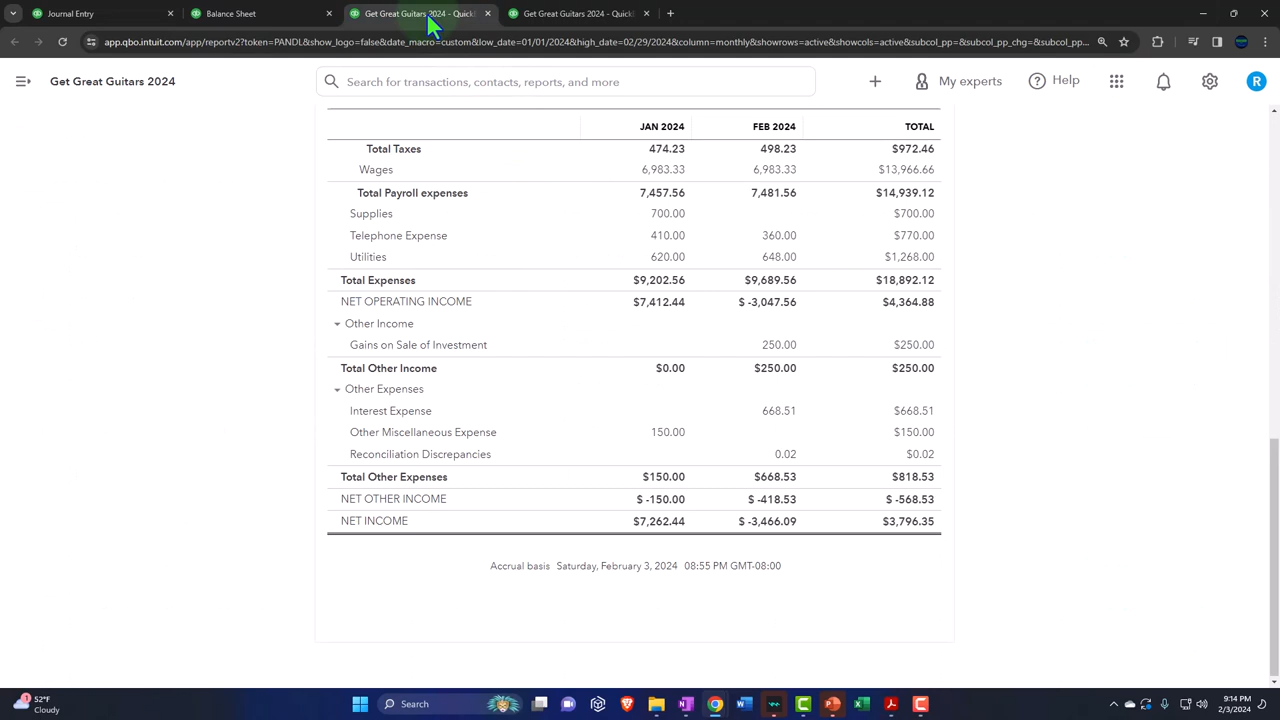 Journal Entry
Balance Sheet
Get Great Guitars 2024 - Quick
Get Great Guitars 2024 - Quick
app.qbo.intuit.com/app/reportv2?token=PANDL&show_logo=false&date_macro=custom&low_date=01/01/2024&high_date=02/29/2024&column=monthly&showrows=active&showscols=active&subcol_pp=&subcol_pp_chg=&subcol_pp...
Get Great Guitars 2024
Search for transactions, contacts, reports, and more
My experts
Help
R
JAN 2024 FEB 2024 TOTAL
Total Taxes 474.23 498.23 $972.46
Wages 6,983.33 6,983.33 $13,966.66
Total Payroll expenses 7,457.56 7,481.56 $14,939.12
Supplies 700.00 $700.00
Telephone Expense 410.00 360.00 $770.00
Utilities 620.00 648.00 $1,268.00
Total Expenses $9,202.56 $9,689.56 $18,892.12
NET OPERATING INCOME $7,412.44 $ -3,047.56 $4,364.88
Other Income
Gains on Sale of Investment 250.00 $250.00
Total Other Income $0.00 $250.00 $250.00
Other Expenses
Interest Expense 668.51 $668.51
Other Miscellaneous Expense 150.00 $150.00
Reconciliation Discrepancies 0.02 $0.02
Total Other Expenses $150.00 $668.53 $818.53
NET OTHER INCOME $ -150.00 $ -418.53 $ -568.53
NET INCOME $7,262.44 $ -3,466.09 $3,796.35
Accrual basis Saturday, February 3, 2024 08:55 PM GMT-08:00
1
52°F
Cloudy
Search
9:14 PM
2/3/2024